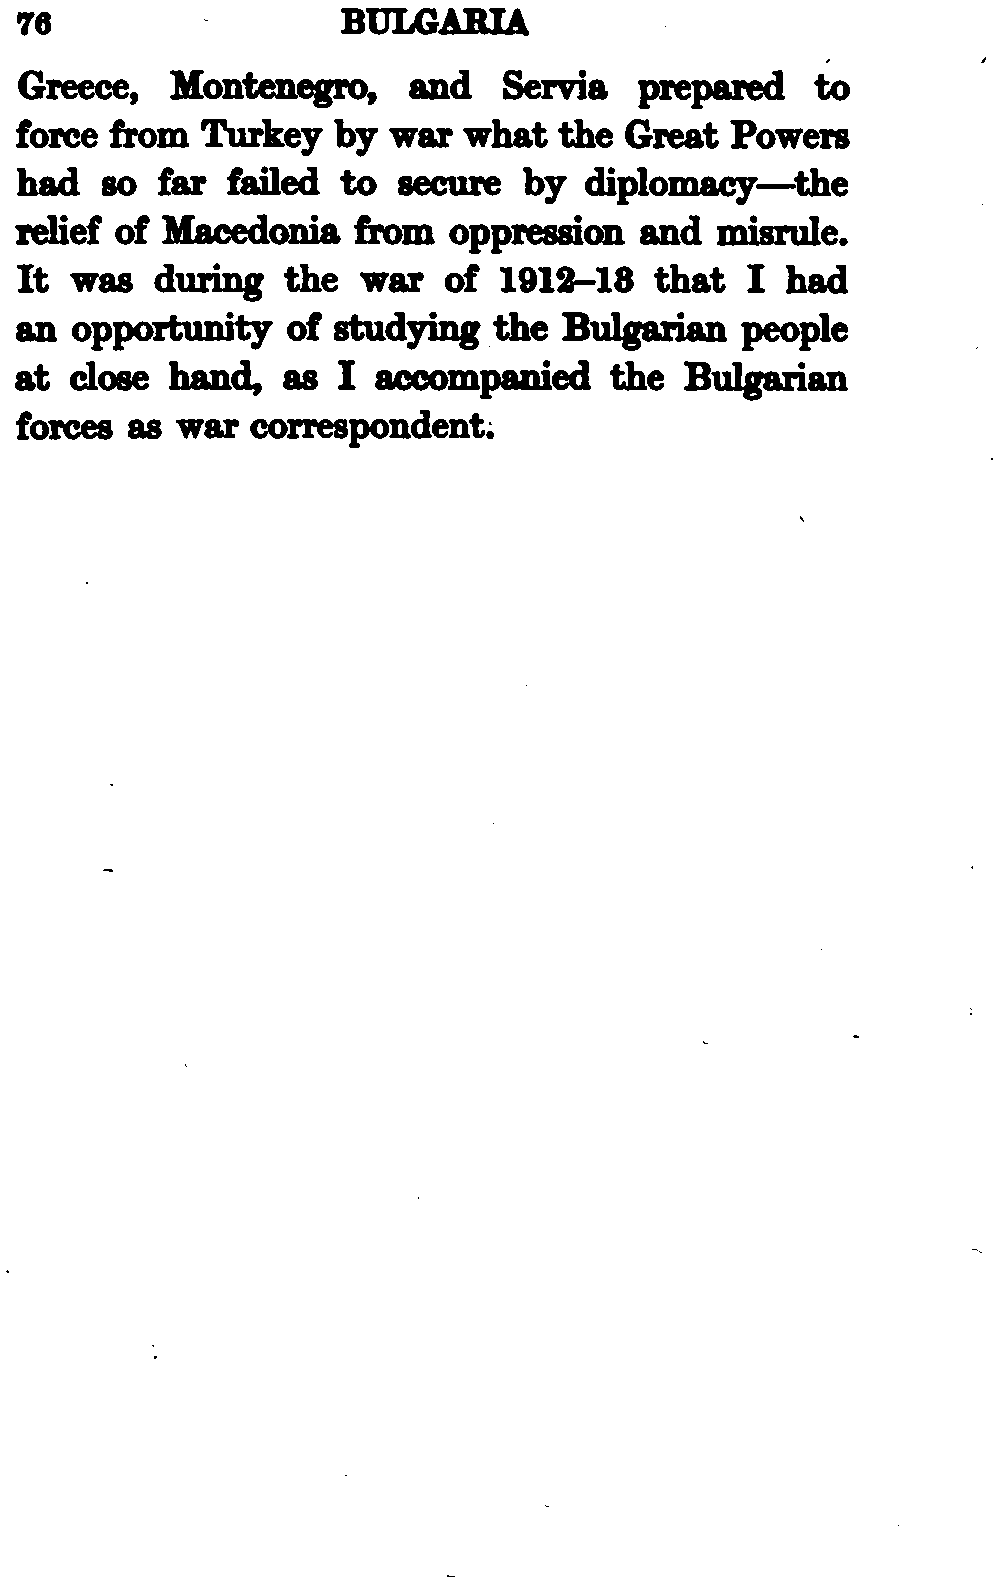 76 BULGARIA
Greece, Montenegro, and Servia prepared to
force from Turkey by war what the Great Powers
had so far failed to secure by diplomacy—the
relief of Macedonia from oppression and misrule.
It was during the war of 1912–13 that I had
an opportunity of studying the Bulgarian people
at close hand, as I accompanied the Bulgarian
forces as war correspondent.